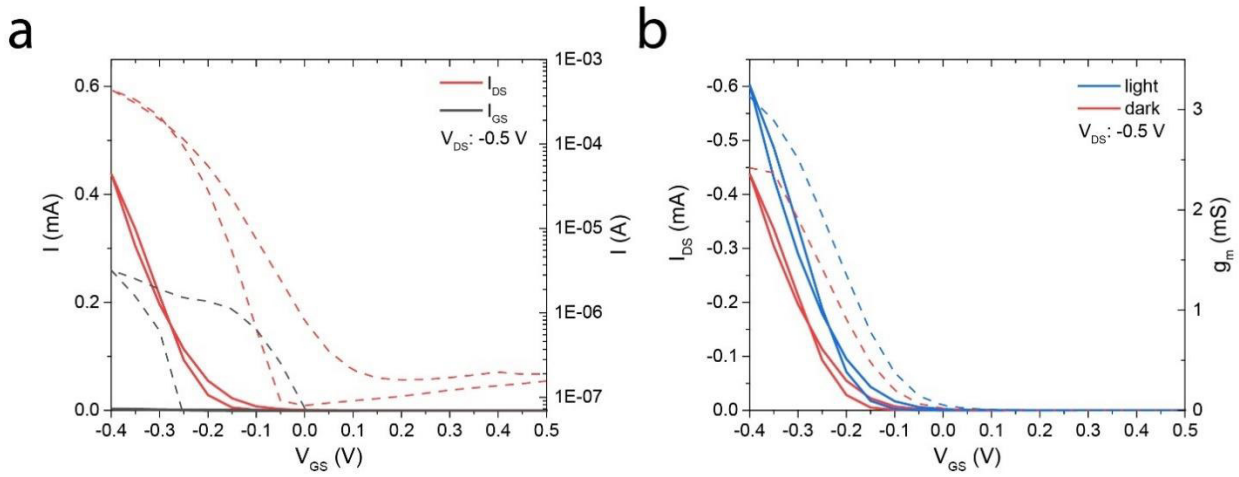 a
I_DS
I_GS
V_DS: -0.5 V
I (mA)
0.6
0.4
0.2
0.0
1E-03
1E-04
1E-05
1E-06
1E-07
I (A)
-0.4 -0.3 -0.2 -0.1 0.0 0.1 0.2 0.3 0.4 0.5
V_GS (V)
b
light
dark
V_DS: -0.5 V
I_DS (mA)
-0.6
-0.5
-0.4
-0.3
-0.2
-0.1
0.0
3
2
1
0
g_m (mS)
-0.4 -0.3 -0.2 -0.1 0.0 0.1 0.2 0.3 0.4 0.5
V_GS (V)